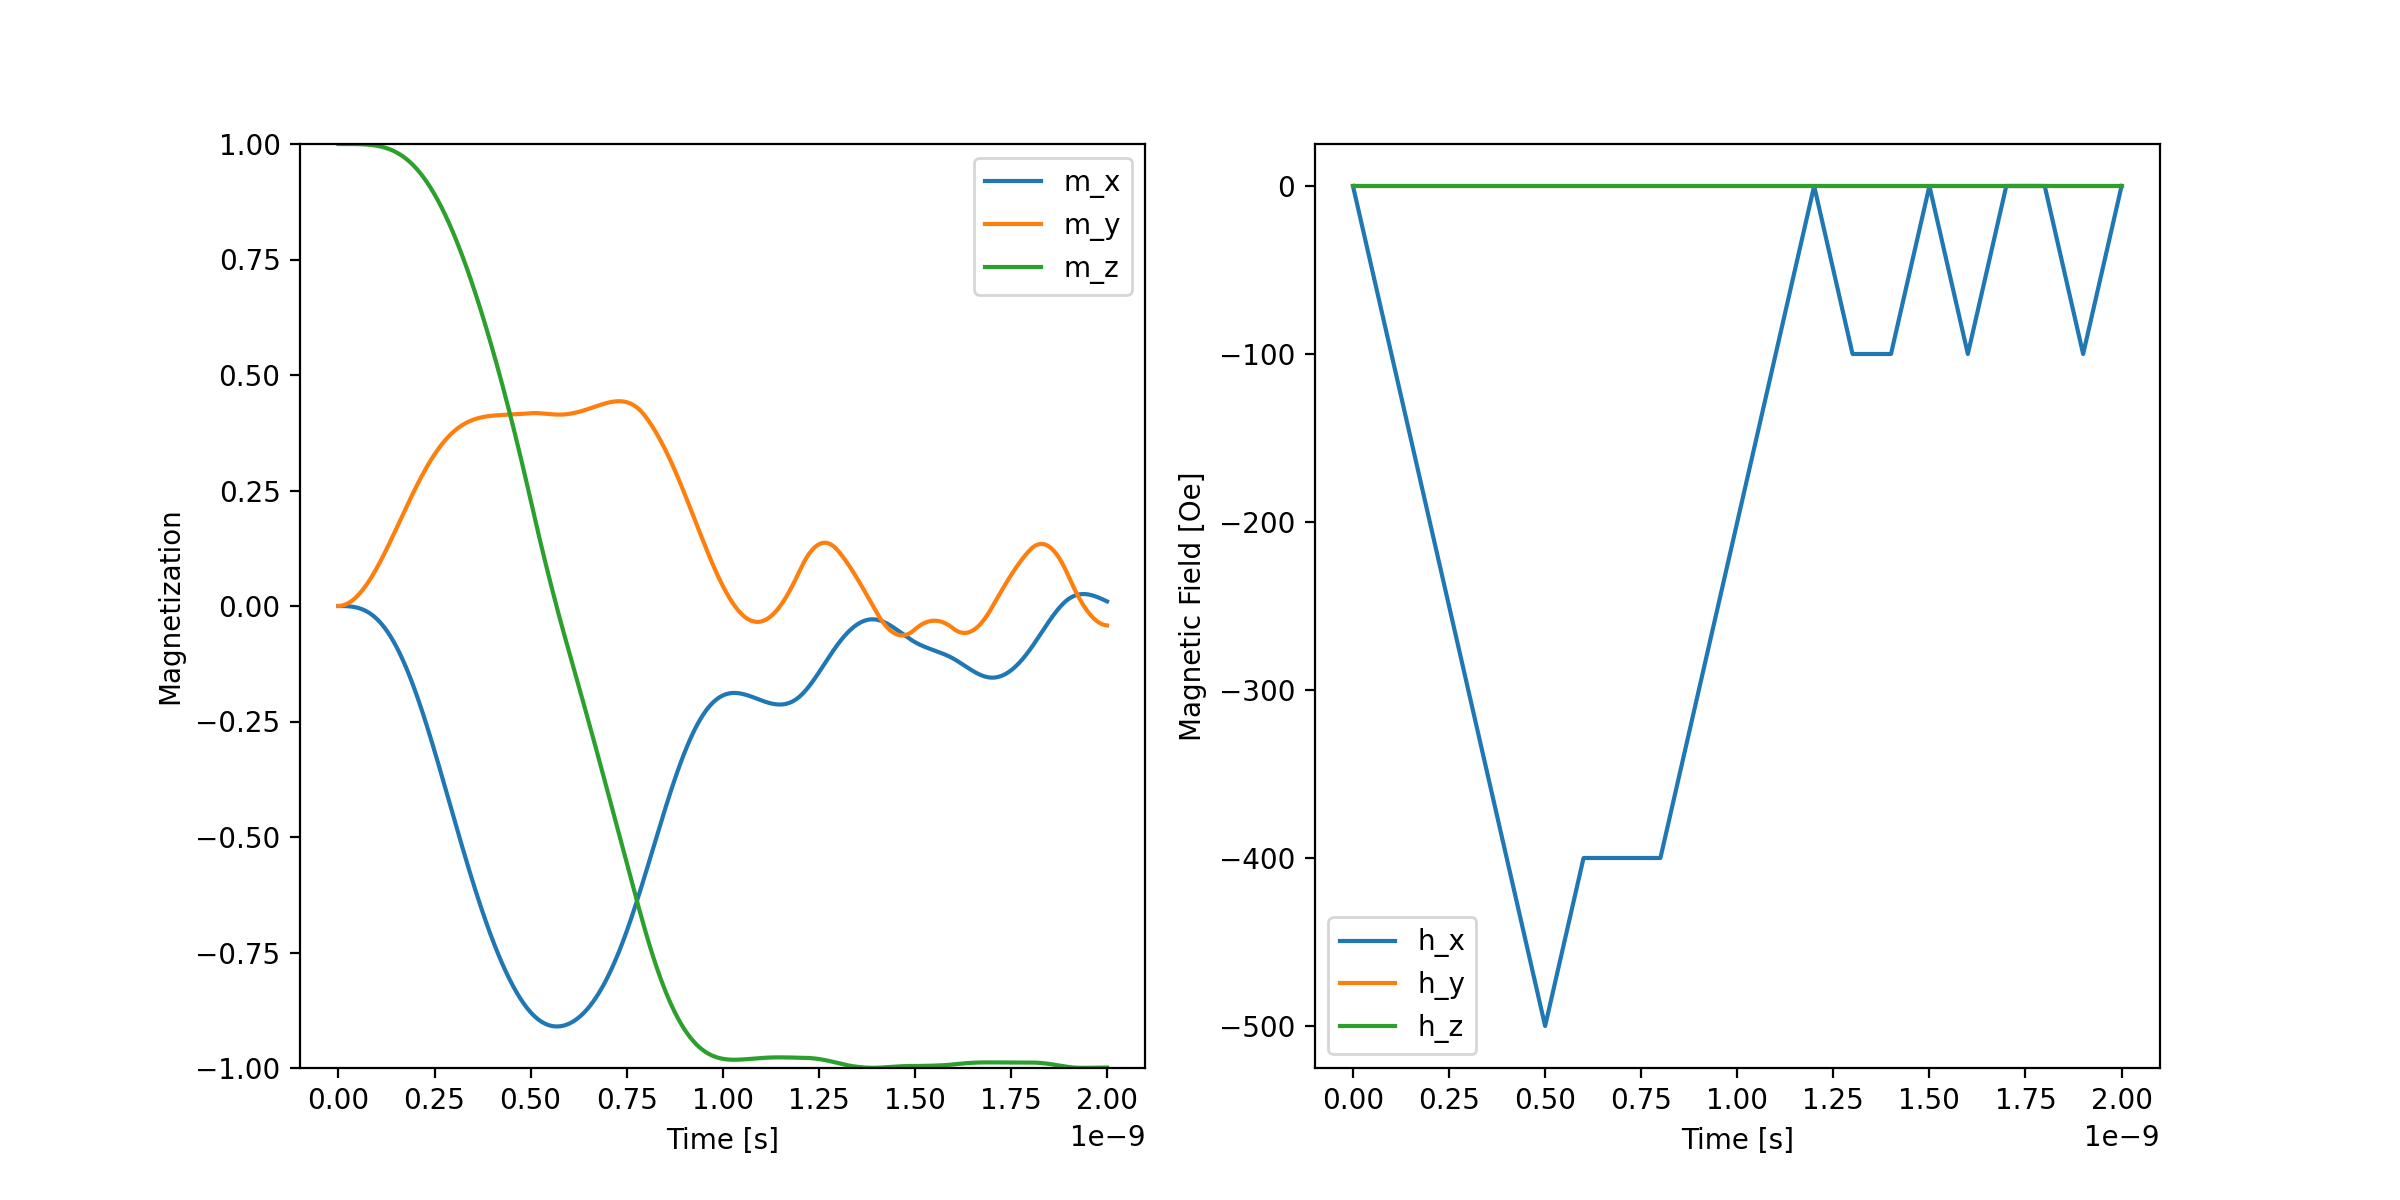 1.00
0.75
0.50
0.25
0.00
−0.25
−0.50
−0.75
−1.00
Magnetization
m_x
m_y
m_z
0.00 0.25 0.50 0.75 1.00 1.25 1.50 1.75 2.00
Time [s]
1e−9
0
−100
−200
−300
−400
−500
Magnetic Field [Oe]
h_x
h_y
h_z
0.00 0.25 0.50 0.75 1.00 1.25 1.50 1.75 2.00
Time [s]
1e−9